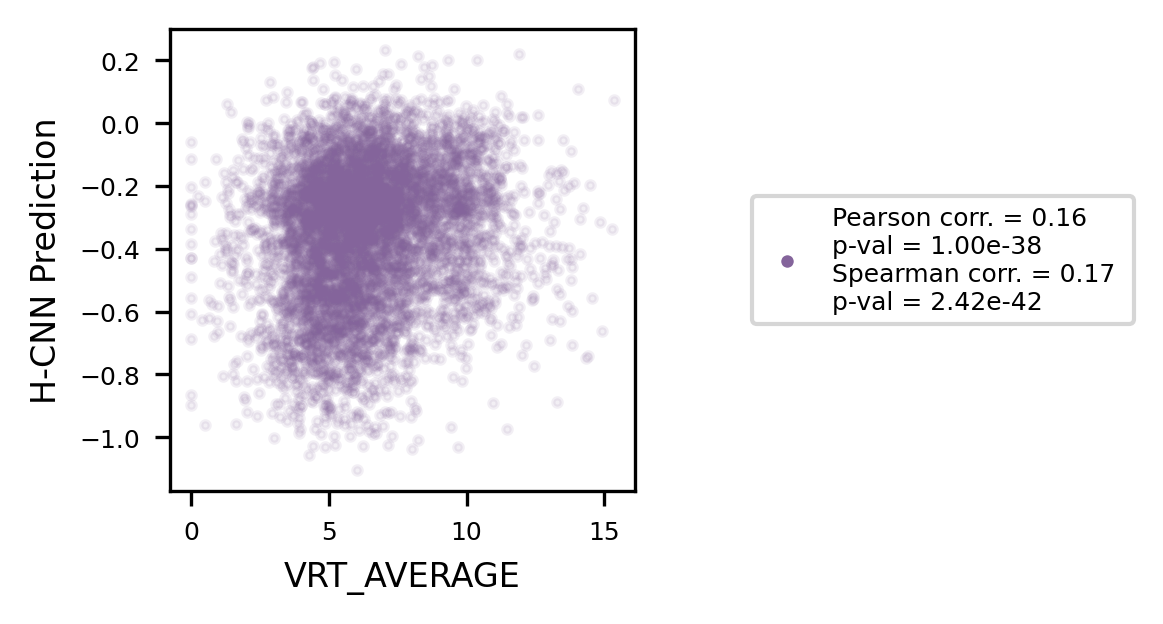 H-CNN Prediction
0.2
0.0
−0.2
−0.4
−0.6
−0.8
−1.0
0 5 10 15
VRT_AVERAGE
Pearson corr. = 0.16
p-val = 1.00e-38
Spearman corr. = 0.17
p-val = 2.42e-42